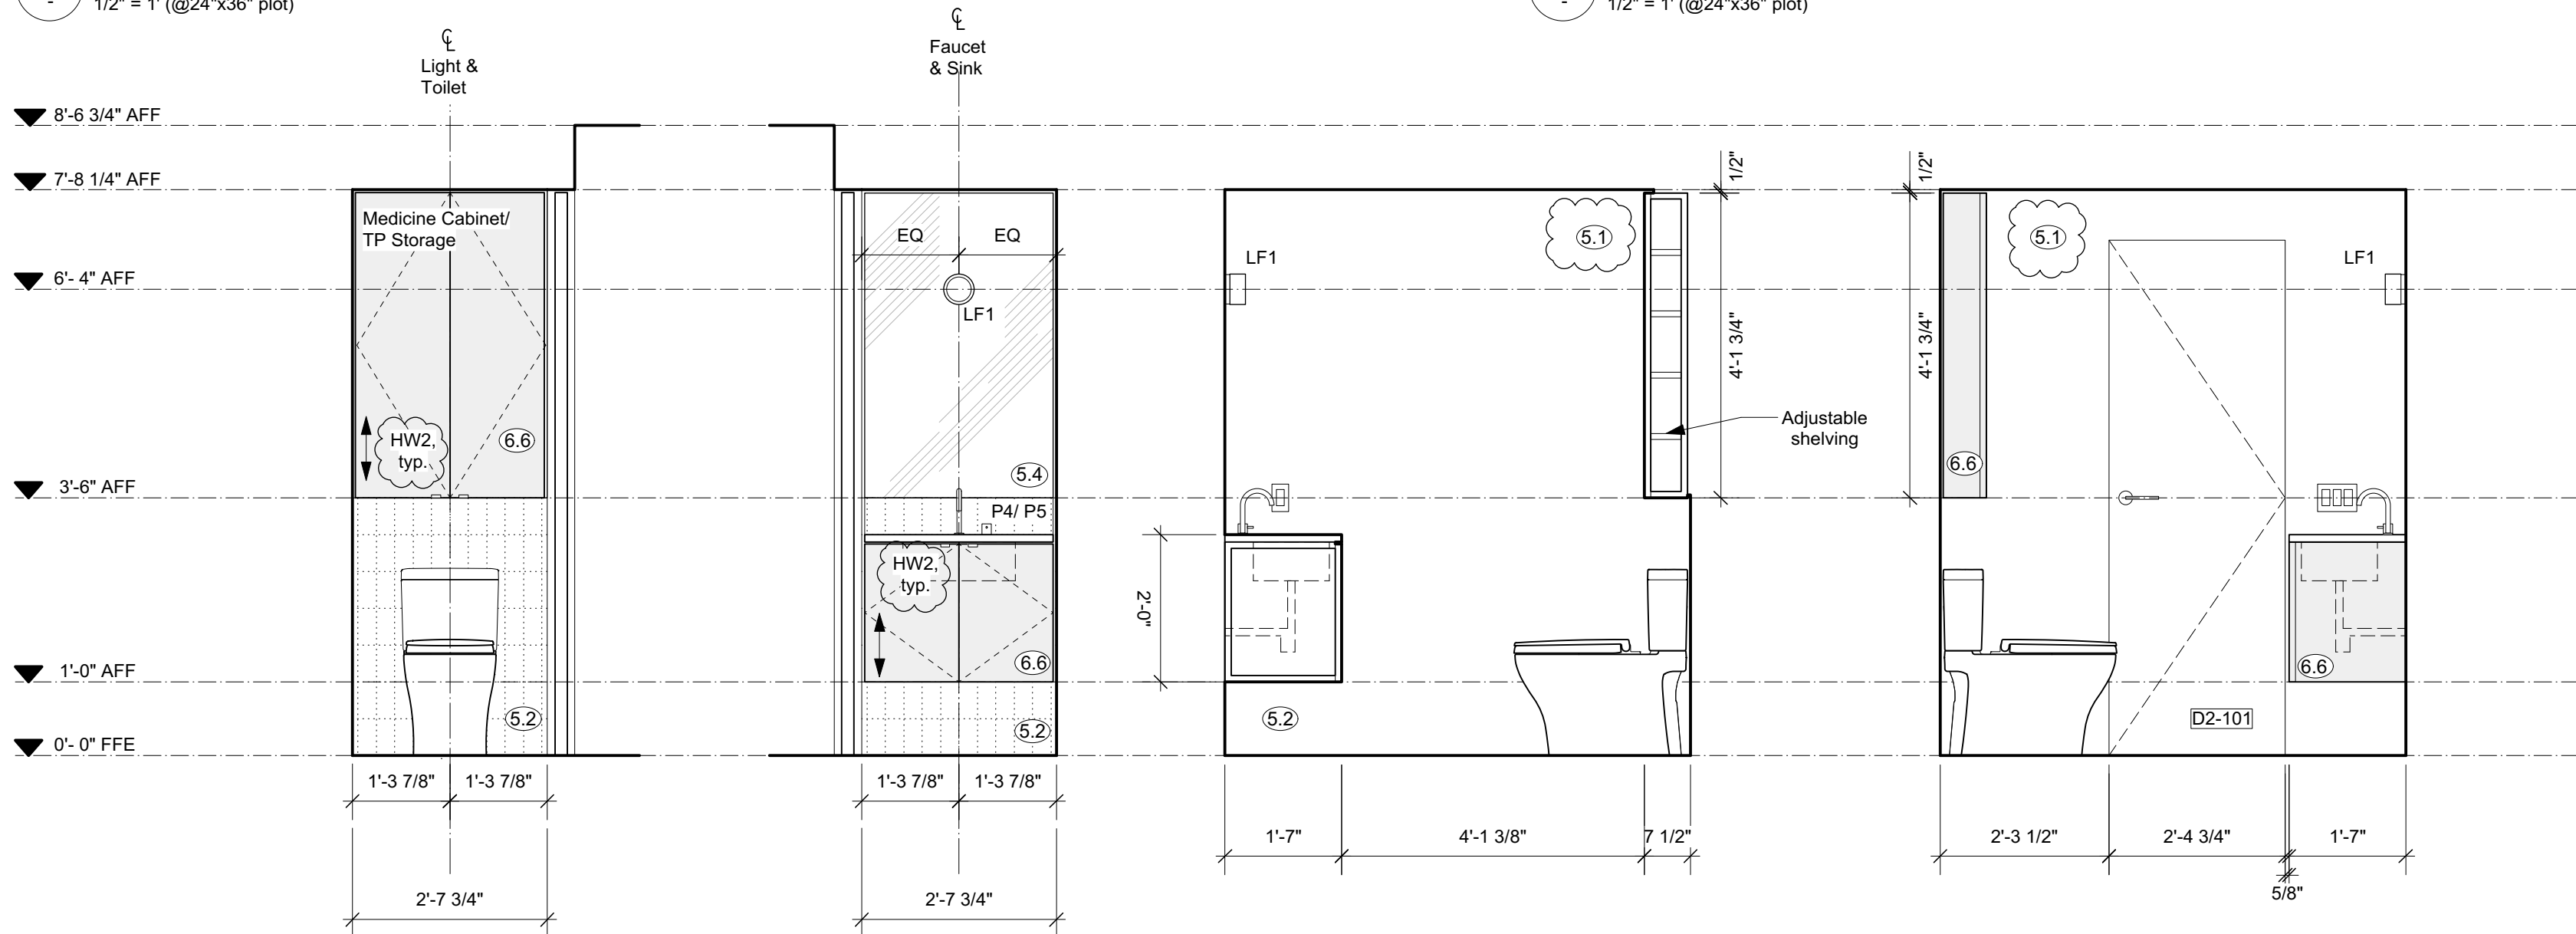 -
1/2" = 1' (@24"x36" plot)
-
1/2" = 1' (@24"x36" plot)
℄
Light &
Toilet
℄
Faucet
& Sink
8'-6 3/4" AFF
7'-8 1/4" AFF
6'- 4" AFF
3'-6" AFF
1'-0" AFF
0'- 0" FFE
Medicine Cabinet/
TP Storage
HW2,
typ.
6.6
5.2
1'-3 7/8"
1'-3 7/8"
2'-7 3/4"
EQ
EQ
LF1
5.4
P4/ P5
HW2,
typ.
6.6
5.2
1'-3 7/8"
1'-3 7/8"
2'-7 3/4"
LF1
5.1
1/2"
4'-1 3/4"
Adjustable
shelving
2'-0"
5.2
1'-7"
4'-1 3/8"
7 1/2"
1/2"
4'-1 3/4"
5.1
LF1
6.6
6.6
D2-101
2'-3 1/2"
2'-4 3/4"
1'-7"
5/8"